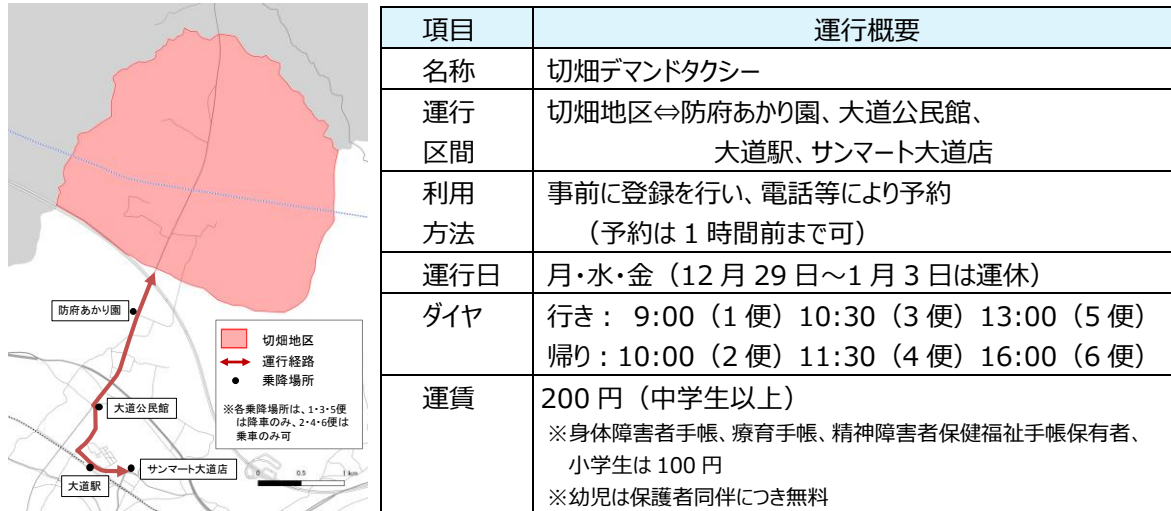 防府あかり園
大道公民館
大道駅
サンマート大道店
切畑地区
運行経路
乗降場所
※各乗降場所は、1・3・5便
は降車のみ、2・4・6便は
乗車のみ可
0 0.5 1 km
項目 運行概要
名称 切畑デマンドタクシー
運行 切畑地区⇔防府あかり園、大道公民館、
区間 大道駅、サンマート大道店
利用 事前に登録を行い、電話等により予約
方法 （予約は1時間前まで可）
運行日 月・水・金（12月29日～1月3日は運休）
ダイヤ 行き： 9:00（1便）10:30（3便）13:00（5便）
帰り：10:00（2便）11:30（4便）16:00（6便）
運賃 200円（中学生以上）
※身体障害者手帳、療育手帳、精神障害者保健福祉手帳保有者、
小学生は100円
※幼児は保護者同伴につき無料